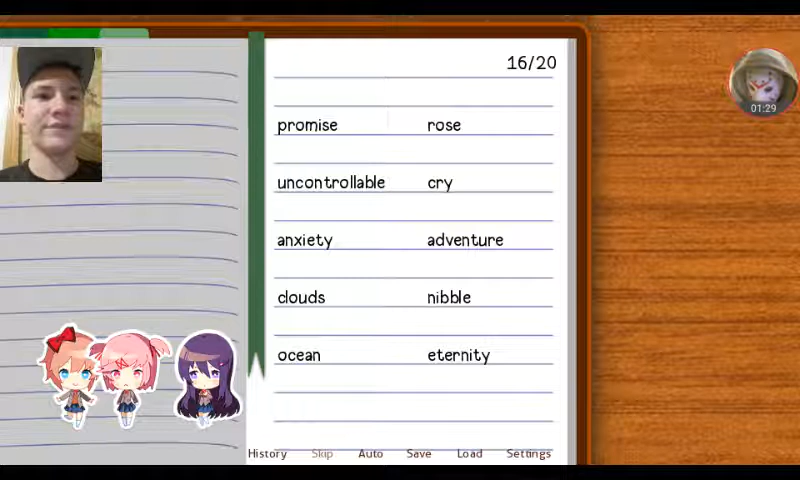 16/20
promise rose
uncontrollable cry
anxiety adventure
clouds nibble
ocean eternity
History Skip Auto Save Load Settings
01:29